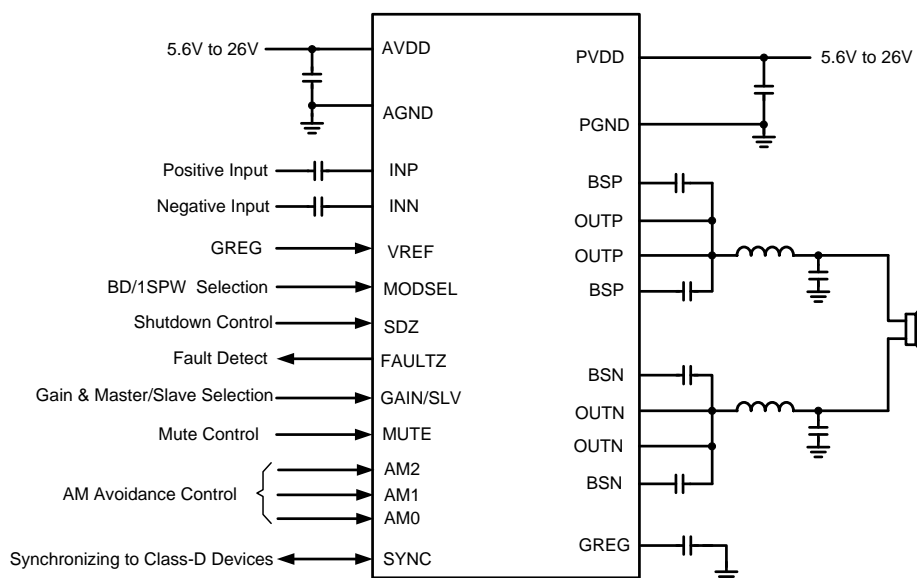 5.6V to 26V
AVDD
AGND
Positive Input
INP
Negative Input
INN
GREG
VREF
BD/1SPW Selection
MODSEL
Shutdown Control
SDZ
Fault Detect
FAULTZ
Gain & Master/Slave Selection
GAIN/SLV
Mute Control
MUTE
AM Avoidance Control
AM2
AM1
AM0
Synchronizing to Class-D Devices
SYNC
PVDD
5.6V to 26V
PGND
BSP
OUTP
OUTP
BSP
BSN
OUTN
OUTN
BSN
GREG